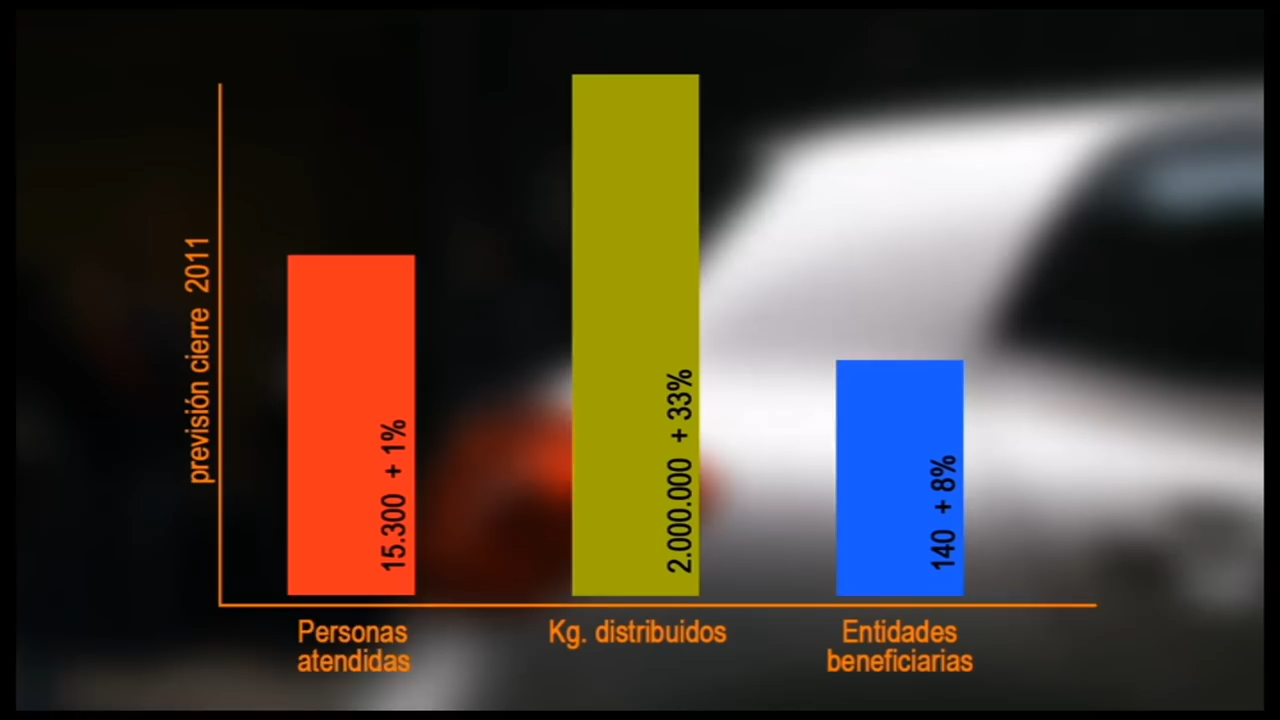 previsión cierre 2011
15.300 + 1%
2.000.000 + 33%
140 + 8%
Personas
atendidas
Kg. distribuidos
Entidades
beneficiarias